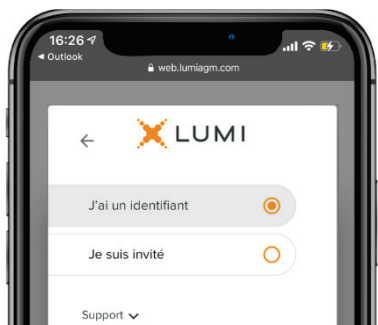 16:26
◀ Outlook
web.lumiagm.com
LUMI
J'ai un identifiant
Je suis invité
Support